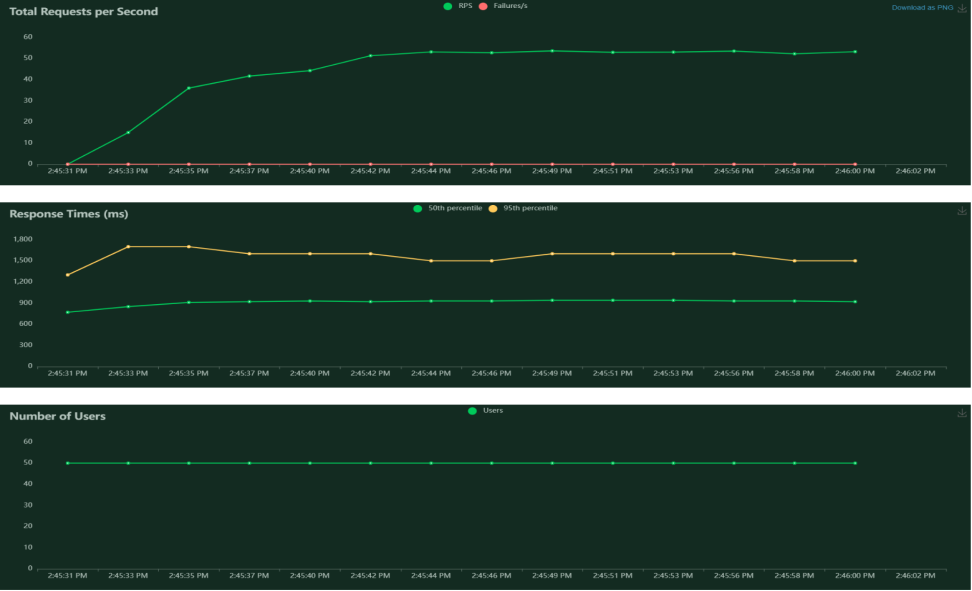 Total Requests per Second
RPS Failures/s
Download as PNG
60
50
40
30
20
10
0
2:45:31 PM 2:45:33 PM 2:45:35 PM 2:45:37 PM 2:45:40 PM 2:45:42 PM 2:45:44 PM 2:45:46 PM 2:45:49 PM 2:45:51 PM 2:45:53 PM 2:45:56 PM 2:45:58 PM 2:46:00 PM 2:46:02 PM
Response Times (ms)
50th percentile 95th percentile
1,800
1,500
1,200
900
600
300
0
2:45:31 PM 2:45:33 PM 2:45:35 PM 2:45:37 PM 2:45:40 PM 2:45:42 PM 2:45:44 PM 2:45:46 PM 2:45:49 PM 2:45:51 PM 2:45:53 PM 2:45:56 PM 2:45:58 PM 2:46:00 PM 2:46:02 PM
Number of Users
Users
60
50
40
30
20
10
0
2:45:31 PM 2:45:33 PM 2:45:35 PM 2:45:37 PM 2:45:40 PM 2:45:42 PM 2:45:44 PM 2:45:46 PM 2:45:49 PM 2:45:51 PM 2:45:53 PM 2:45:56 PM 2:45:58 PM 2:46:00 PM 2:46:02 PM